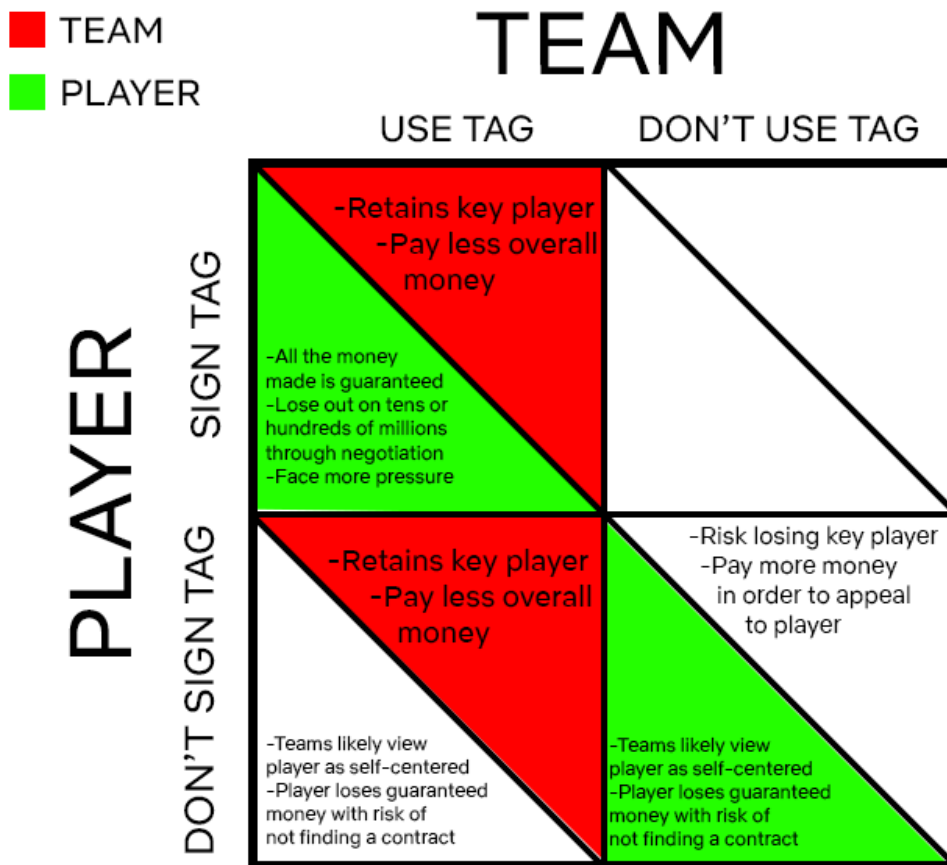 TEAM
PLAYER
TEAM
USE TAG
DON'T USE TAG
PLAYER
SIGN TAG
-Retains key player
-Pay less overall
money
-All the money
made is guaranteed
-Lose out on tens or
hundreds of millions
through negotiation
-Face more pressure
DON'T SIGN TAG
-Retains key player
-Pay less overall
money
-Teams likely view
player as self-centered
-Player loses guaranteed
money with risk of
not finding a contract
-Risk losing key player
-Pay more money
in order to appeal
to player
-Teams likely view
player as self-centered
-Player loses guaranteed
money with risk of
not finding a contract